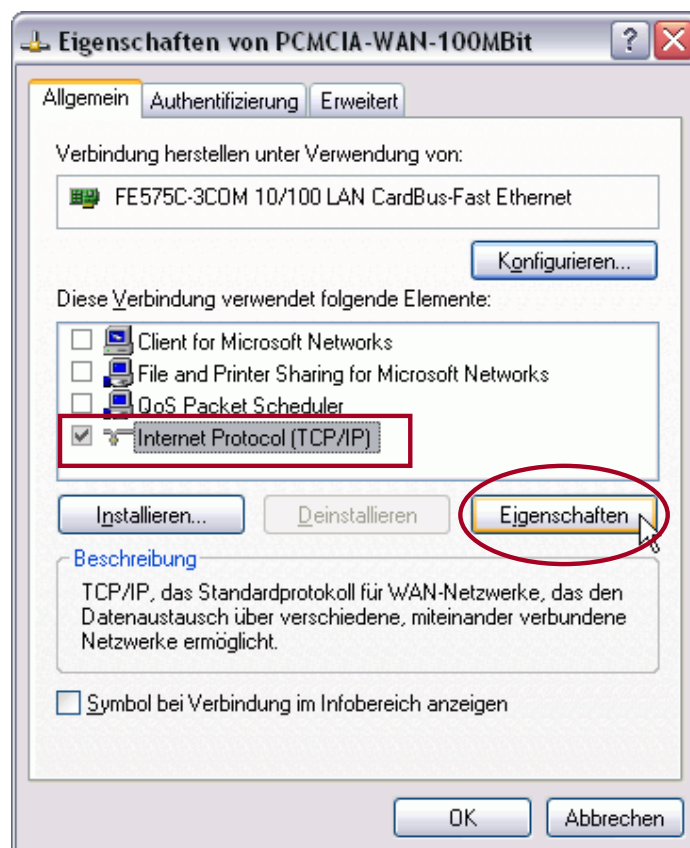 Eigenschaften von PCMCIA-WAN-100MBit
Allgemein Authentifizierung Erweitert
Verbindung herstellen unter Verwendung von:
FE575C-3COM 10/100 LAN CardBus-Fast Ethernet
Konfigurieren...
Diese Verbindung verwendet folgende Elemente:
Client for Microsoft Networks
File and Printer Sharing for Microsoft Networks
QoS Packet Scheduler
Internet Protocol (TCP/IP)
Installieren... Deinstallieren Eigenschaften
Beschreibung
TCP/IP, das Standardprotokoll für WAN-Netzwerke, das den
Datenaustausch über verschiedene, miteinander verbundene
Netzwerke ermöglicht.
Symbol bei Verbindung im Infobereich anzeigen
OK Abbrechen